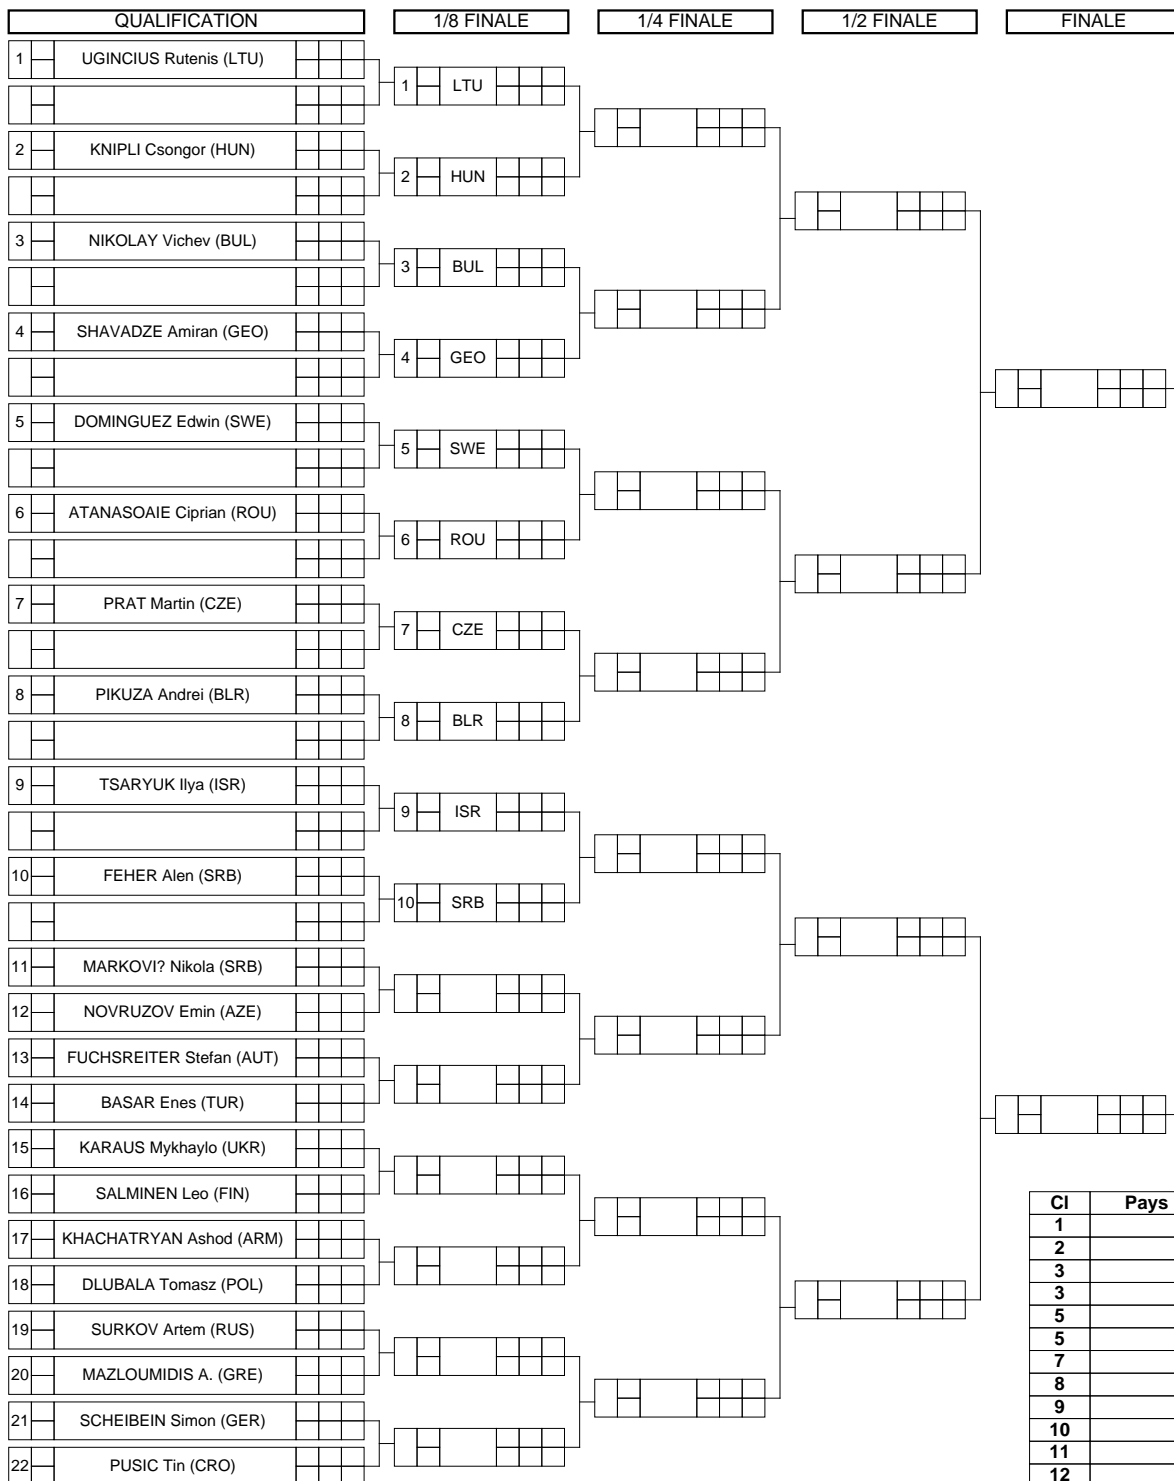 QUALIFICATION 1/8 FINALE 1/4 FINALE 1/2 FINALE FINALE
1 UGINCIUS Rutenis (LTU)
1 LTU
2 KNIPLI Csongor (HUN)
2 HUN
3 NIKOLAY Vichev (BUL)
3 BUL
4 SHAVADZE Amiran (GEO)
4 GEO
5 DOMINGUEZ Edwin (SWE)
5 SWE
6 ATANASOAIE Ciprian (ROU)
6 ROU
7 PRAT Martin (CZE)
7 CZE
8 PIKUZA Andrei (BLR)
8 BLR
9 TSARYUK Ilya (ISR)
9 ISR
10 FEHER Alen (SRB)
10 SRB
11 MARKOVI? Nikola (SRB)
12 NOVRUZOV Emin (AZE)
13 FUCHSREITER Stefan (AUT)
14 BASAR Enes (TUR)
15 KARAUS Mykhaylo (UKR)
16 SALMINEN Leo (FIN)
17 KHACHATRYAN Ashod (ARM)
18 DLUBALA Tomasz (POL)
19 SURKOV Artem (RUS)
20 MAZLOUMIDIS A. (GRE)
21 SCHEIBEIN Simon (GER)
22 PUSIC Tin (CRO)
Cl Pays
1
2
3
3
5
5
7
8
9
10
11
12